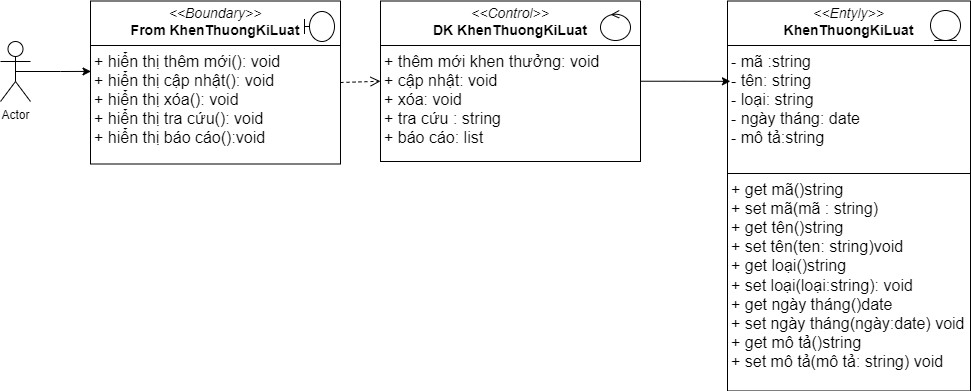 Actor
<<Boundary>>
From KhenThuongKiLuat
+ hiển thị thêm mới(): void
+ hiển thị cập nhật(): void
+ hiển thị xóa(): void
+ hiển thị tra cứu(): void
+ hiển thị báo cáo():void
<<Control>>
DK KhenThuongKiLuat
+ thêm mới khen thưởng: void
+ cập nhật: void
+ xóa: void
+ tra cứu : string
+ báo cáo: list
<<Entyly>>
KhenThuongKiLuat
- mã :string
- tên: string
- loại: string
- ngày tháng: date
- mô tả:string
+ get mã()string
+ set mã(mã : string)
+ get tên()string
+ set tên(ten: string)void
+ get loại()string
+ set loại(loại:string): void
+ get ngày tháng()date
+ set ngày tháng(ngày:date) void
+ get mô tả()string
+ set mô tả(mô tả: string) void